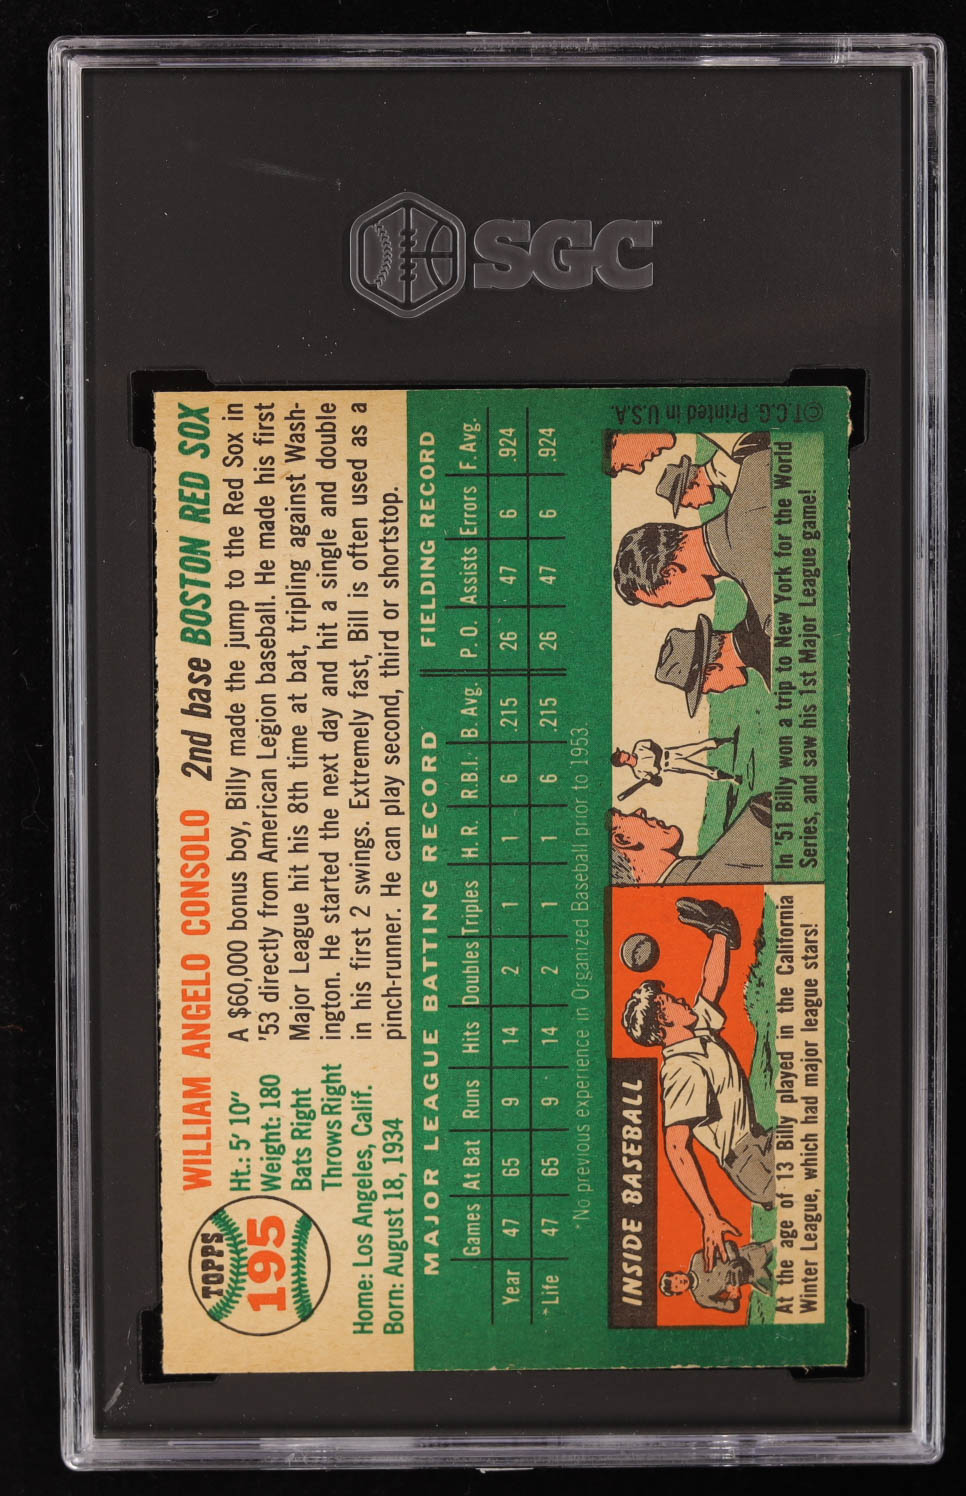 SGC
TOPPS
195
WILLIAM ANGELO CONSOLO 2nd base BOSTON RED SOX
Ht.: 5' 10"
Weight: 180
Bats Right
Throws Right
Home: Los Angeles, Calif.
Born: August 18, 1934
A $60,000 bonus boy, Billy made the jump to the Red Sox in
'53 directly from American Legion baseball. He made his first
Major League hit his 8th time at bat, tripling against Wash-
ington. He started the next day and hit a single and double
in his first 2 swings. Extremely fast, Bill is often used as a
pinch-runner. He can play second, third or shortstop.
MAJOR LEAGUE BATTING RECORD FIELDING RECORD
Games At Bat Runs Hits Doubles Triples H. R. R.B.I. B. Avg. P. O. Assists Errors F. Avg.
Year 47 65 9 14 2 1 1 6 .215 26 47 6 .924
*Life 47 65 9 14 2 1 1 6 .215 26 47 6 .924
*No previous experience in Organized Baseball prior to 1953.
INSIDE BASEBALL
At the age of 13 Billy played in the California
Winter League, which had major league stars!
In '51 Billy won a trip to New York for the World
Series, and saw his 1st Major League game!
©T.C.G. Printed in U.S.A.